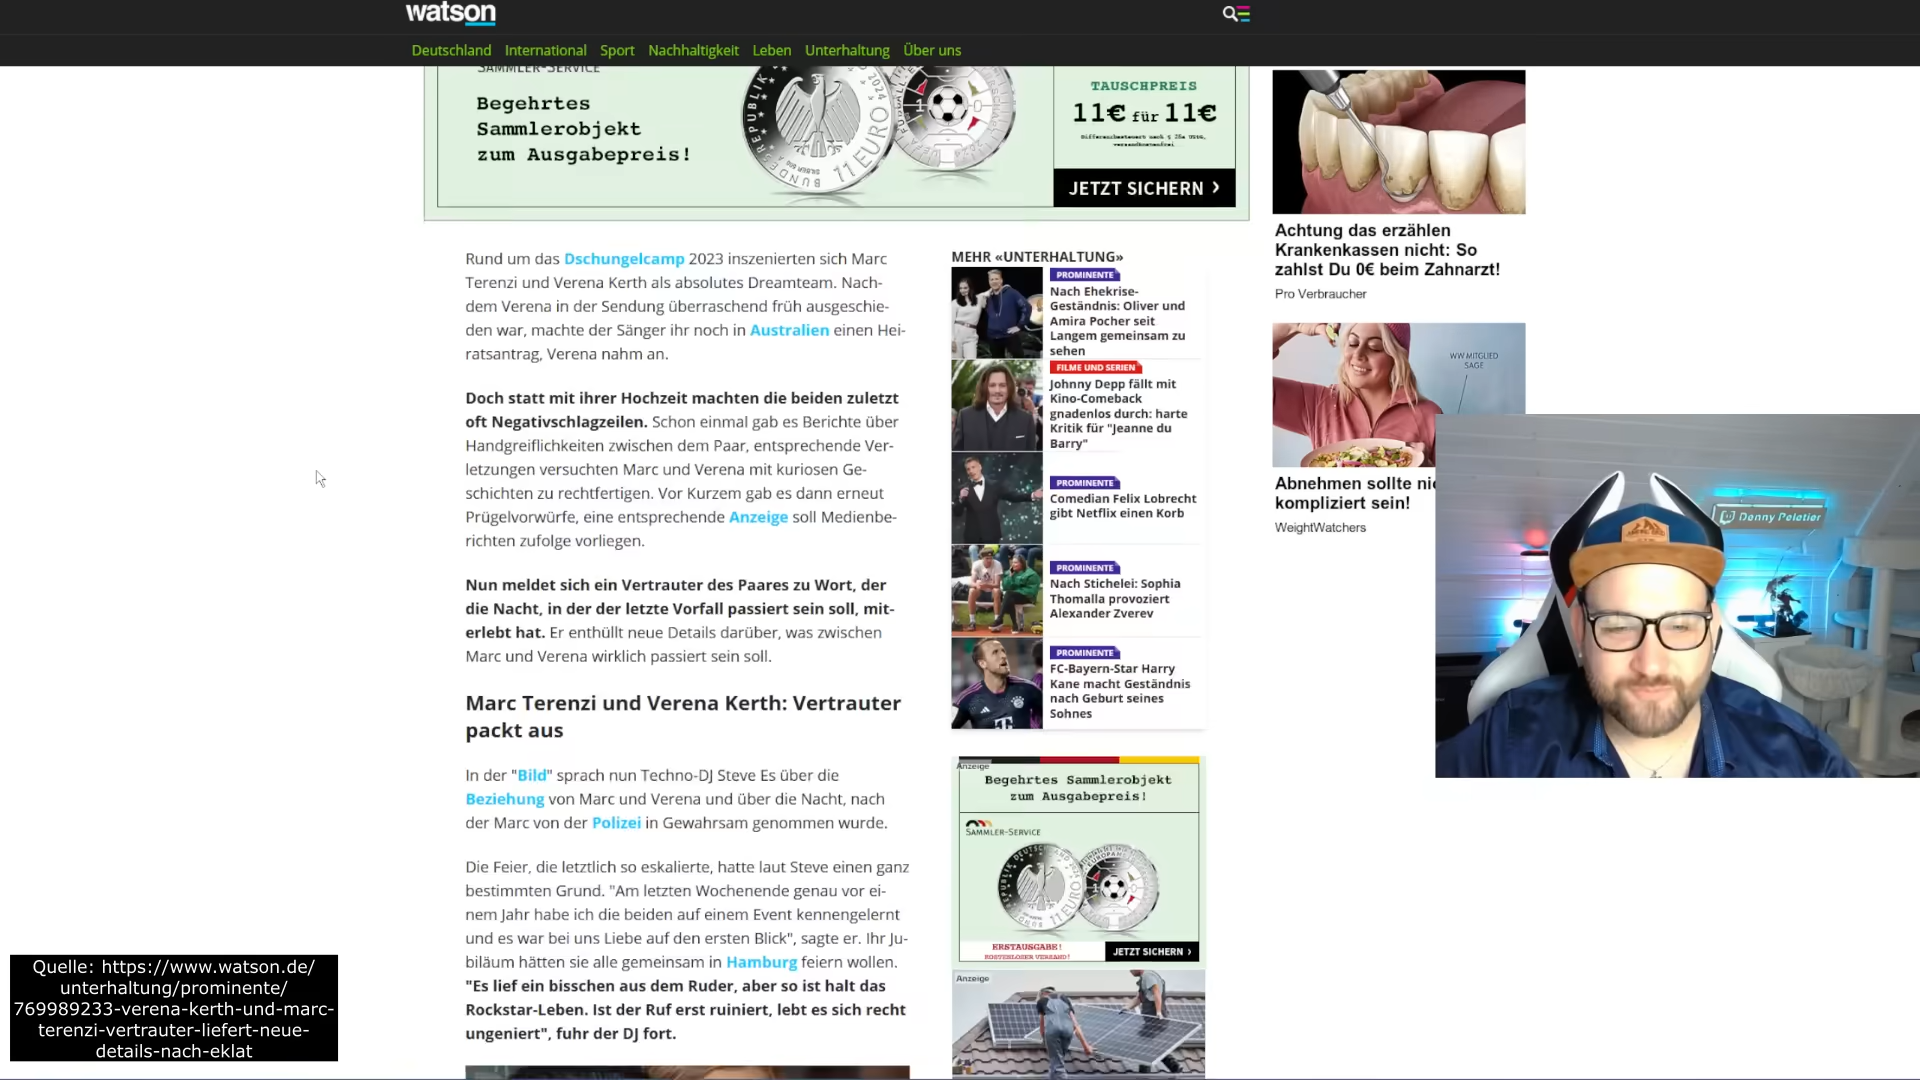 watson
Deutschland International Sport Nachhaltigkeit Leben Unterhaltung Über uns
SAMMLER-SERVICE
Begehrtes
Sammlerobjekt
zum Ausgabepreis!
BUNDESREPUBLIK
2024
11 EURO
TAUSCHPREIS
11€ für 11€
JETZT SICHERN ›
Rund um das Dschungelcamp 2023 inszenierten sich Marc
Terenzi und Verena Kerth als absolutes Dreamteam. Nach-
dem Verena in der Sendung überraschend früh ausgeschie-
den war, machte der Sänger ihr noch in Australien einen Hei-
ratsantrag, Verena nahm an.
Doch statt mit ihrer Hochzeit machten die beiden zuletzt
oft Negativschlagzeilen. Schon einmal gab es Berichte über
Handgreiflichkeiten zwischen dem Paar, entsprechende Ver-
letzungen versuchten Marc und Verena mit kuriosen Ge-
schichten zu rechtfertigen. Vor Kurzem gab es dann erneut
Prügelvorwürfe, eine entsprechende Anzeige soll Medienbe-
richten zufolge vorliegen.
Nun meldet sich ein Vertrauter des Paares zu Wort, der
die Nacht, in der der letzte Vorfall passiert sein soll, mit-
erlebt hat. Er enthüllt neue Details darüber, was zwischen
Marc und Verena wirklich passiert sein soll.
Marc Terenzi und Verena Kerth: Vertrauter
packt aus
In der "Bild" sprach nun Techno-DJ Steve Es über die
Beziehung von Marc und Verena und über die Nacht, nach
der Marc von der Polizei in Gewahrsam genommen wurde.
Die Feier, die letztlich so eskalierte, hatte laut Steve einen ganz
bestimmten Grund. "Am letzten Wochenende genau vor ei-
nem Jahr habe ich die beiden auf einem Event kennengelernt
und es war bei uns Liebe auf den ersten Blick", sagte er. Ihr Ju-
biläum hätten sie alle gemeinsam in Hamburg feiern wollen.
"Es lief ein bisschen aus dem Ruder, aber so ist halt das
Rockstar-Leben. Ist der Ruf erst ruiniert, lebt es sich recht
ungeniert", fuhr der DJ fort.
MEHR «UNTERHALTUNG»
PROMINENTE
Nach Ehekrise-
Geständnis: Oliver und
Amira Pocher seit
Langem gemeinsam zu
sehen
FILME UND SERIEN
Johnny Depp fällt mit
Kino-Comeback
gnadenlos durch: harte
Kritik für "Jeanne du
Barry"
PROMINENTE
Comedian Felix Lobrecht
gibt Netflix einen Korb
PROMINENTE
Nach Stichelei: Sophia
Thomalla provoziert
Alexander Zverev
PROMINENTE
FC-Bayern-Star Harry
Kane macht Geständnis
nach Geburt seines
Sohnes
Anzeige
Begehrtes Sammlerobjekt
zum Ausgabepreis!
SAMMLER-SERVICE
ERSTAUSGABE!
KOSTENLOSER VERSAND!
JETZT SICHERN ›
Anzeige
Achtung das erzählen
Krankenkassen nicht: So
zahlst Du 0€ beim Zahnarzt!
Pro Verbraucher
WW MITGLIED
SAGE
Abnehmen sollte nic
kompliziert sein!
WeightWatchers
Donny Peletier
Quelle: https://www.watson.de/
unterhaltung/prominente/
769989233-verena-kerth-und-marc-
terenzi-vertrauter-liefert-neue-
details-nach-eklat